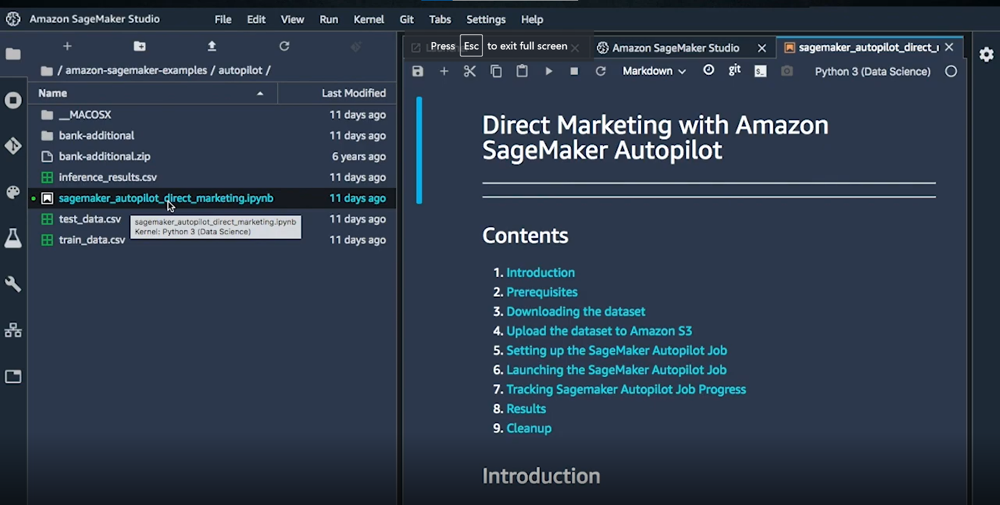 Amazon SageMaker Studio File Edit View Run Kernel Git Tabs Settings Help
Press Esc to exit full screen
Amazon SageMaker Studio
sagemaker_autopilot_direct_
/ amazon-sagemaker-examples / autopilot /
Markdown git $_ Python 3 (Data Science)
Name Last Modified
__MACOSX 11 days ago
bank-additional 11 days ago
bank-additional.zip 6 years ago
inference_results.csv 11 days ago
sagemaker_autopilot_direct_marketing.ipynb 11 days ago
test_data.csv 11 days ago
sagemaker_autopilot_direct_marketing.ipynb
Kernel: Python 3 (Data Science)
train_data.csv 11 days ago
Direct Marketing with Amazon
SageMaker Autopilot
Contents
1. Introduction
2. Prerequisites
3. Downloading the dataset
4. Upload the dataset to Amazon S3
5. Setting up the SageMaker Autopilot Job
6. Launching the SageMaker Autopilot Job
7. Tracking Sagemaker Autopilot Job Progress
8. Results
9. Cleanup
Introduction